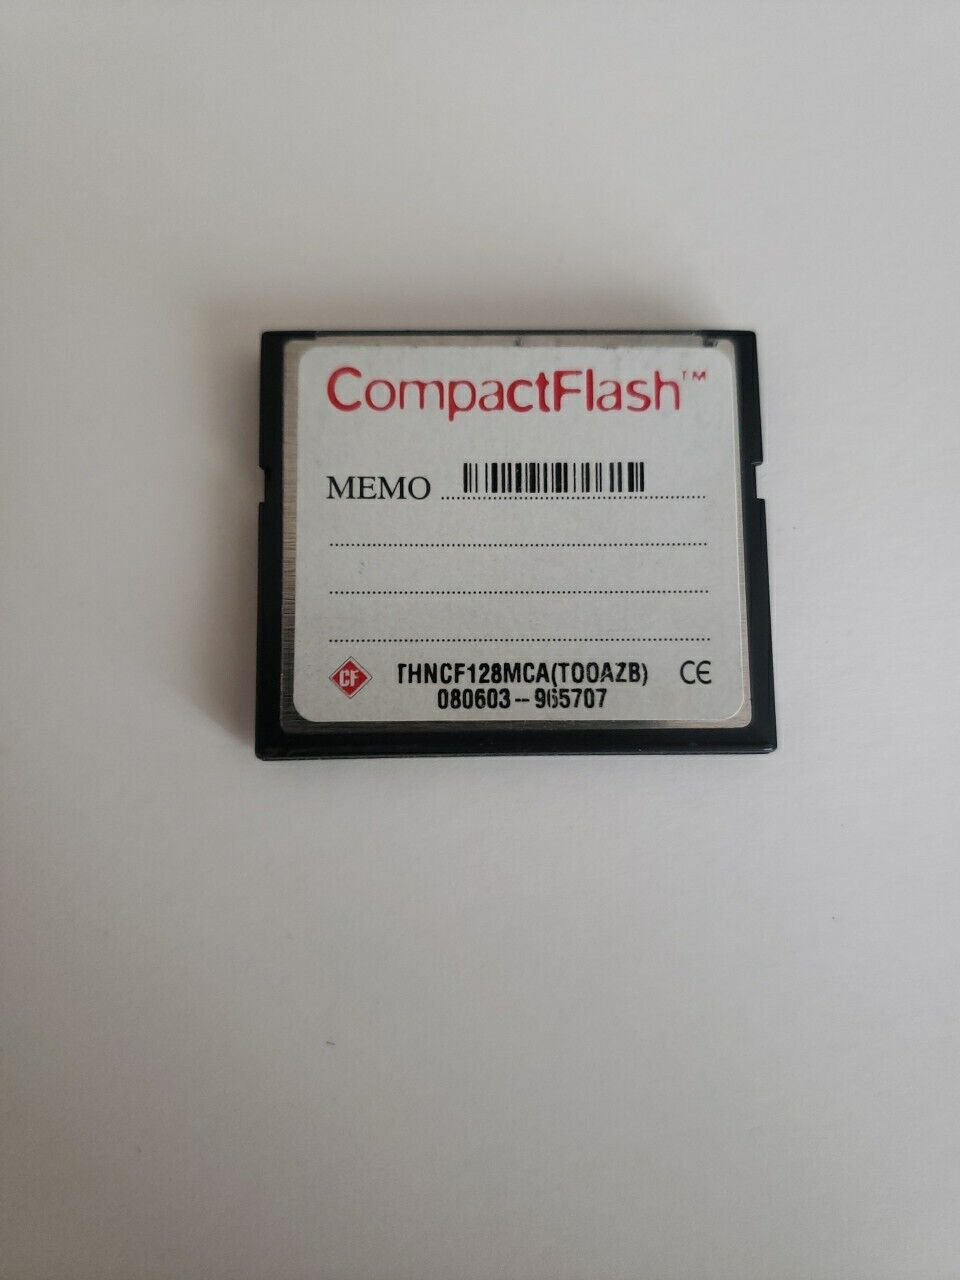 CompactFlash™
MEMO
CF THNCF128MCA(TOOAZB) CE
080603-965707